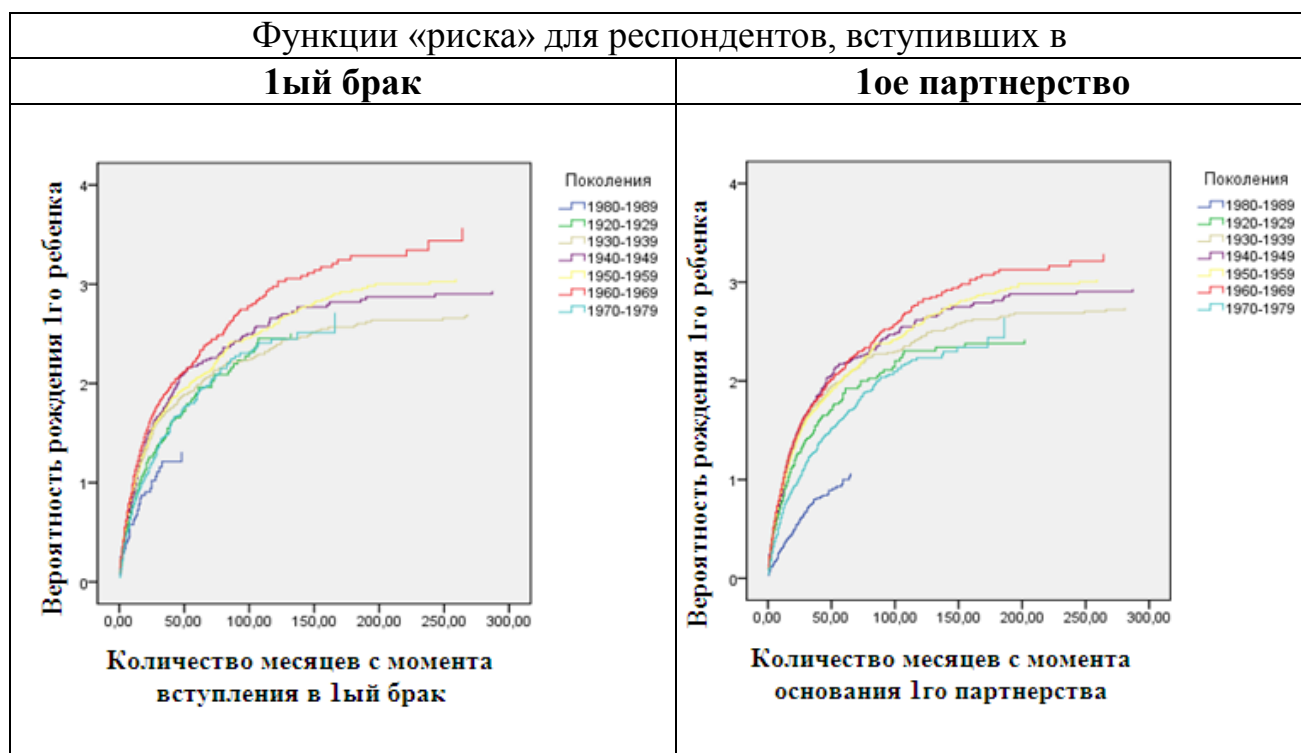 Функции «риска» для респондентов, вступивших в
1ый брак
1ое партнерство
Вероятность рождения 1го ребенка
4
3
2
1
0
0,00 50,00 100,00 150,00 200,00 250,00 300,00
Количество месяцев с момента
вступления в 1ый брак
Поколения
1980-1989
1920-1929
1930-1939
1940-1949
1950-1959
1960-1969
1970-1979
Вероятность рождения 1го ребенка
4
3
2
1
0
0,00 50,00 100,00 150,00 200,00 250,00 300,00
Количество месяцев с момента
основания 1го партнерства
Поколения
1980-1989
1920-1929
1930-1939
1940-1949
1950-1959
1960-1969
1970-1979